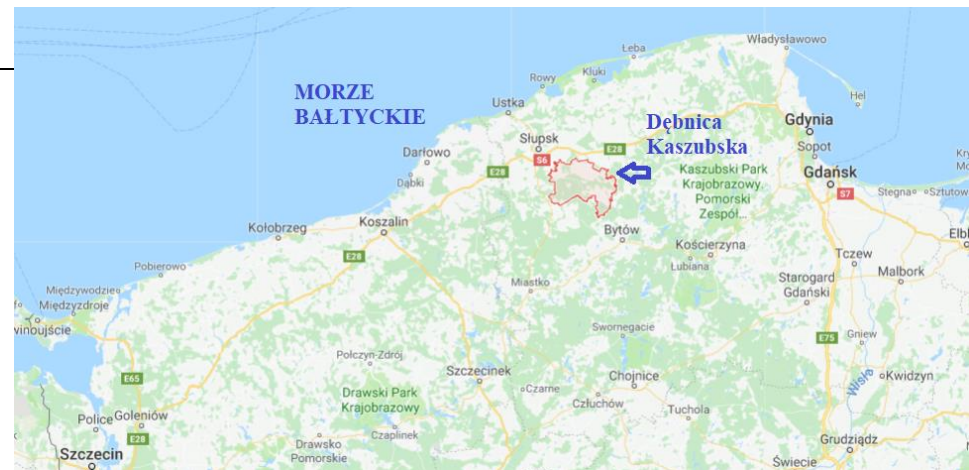 Władysławowo
Łeba
Kluki
Rowy
Hel
MORZE
BAŁTYCKIE
Ustka
Gdynia
Dębnica
Kaszubska
Słupsk
E28
Sopot
Darłowo
S6
Kaszubski Park
Krajobrazowy.
Pomorski
Zespół...
Gdańsk
E28
Dąbki
S7
Stegna
Sztutow
Kołobrzeg
Koszalin
Bytów
Elbl
Kościerzyna
E28
Tczew
Łubiana
Pobierowo
Malbork
Miastko
Starogard
Gdański
Międzywodzie
Międzyzdroje
winoujście
Swornegacie
E75
Gniew
Połczyn-Zdrój
Szczecinek
Chojnice
Wisła
Kwidzyn
E65
Drawski Park
Krajobrazowy
Czarne
Człuchów
Tuchola
Police
Goleniów
E28
Czaplinek
Drawsko
Pomorskie
Grudziądz
Szczecin
Świecie